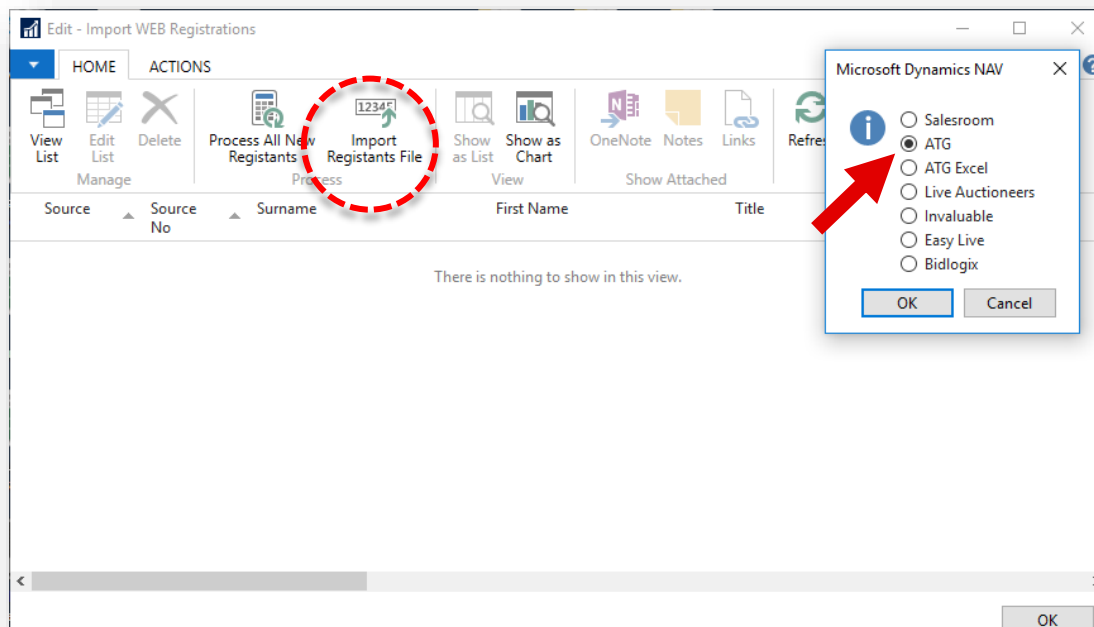 Edit - Import WEB Registrations
HOME ACTIONS
View List
Edit List
Delete
Manage
Process All New Registants
Import Registants File
Process
Show as List
Show as Chart
View
OneNote
Notes
Links
Show Attached
Refres
Source
Source No
Surname
First Name
Title
There is nothing to show in this view.
OK
Microsoft Dynamics NAV
Salesroom
ATG
ATG Excel
Live Auctioneers
Invaluable
Easy Live
Bidlogix
OK Cancel
12345